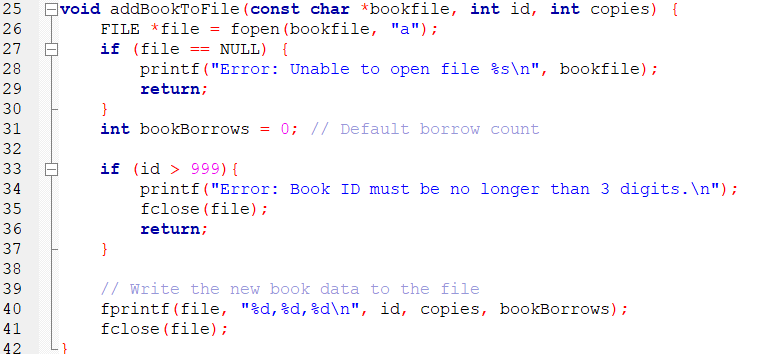 25 void addBookToFile(const char *bookfile, int id, int copies) {
26     FILE *file = fopen(bookfile, "a");
27     if (file == NULL) {
28         printf("Error: Unable to open file %s\n", bookfile);
29         return;
30     }
31     int bookBorrows = 0; // Default borrow count
32
33     if (id > 999){
34         printf("Error: Book ID must be no longer than 3 digits.\n");
35         fclose(file);
36         return;
37     }
38
39     // Write the new book data to the file
40     fprintf(file, "%d,%d,%d\n", id, copies, bookBorrows);
41     fclose(file);
42 }